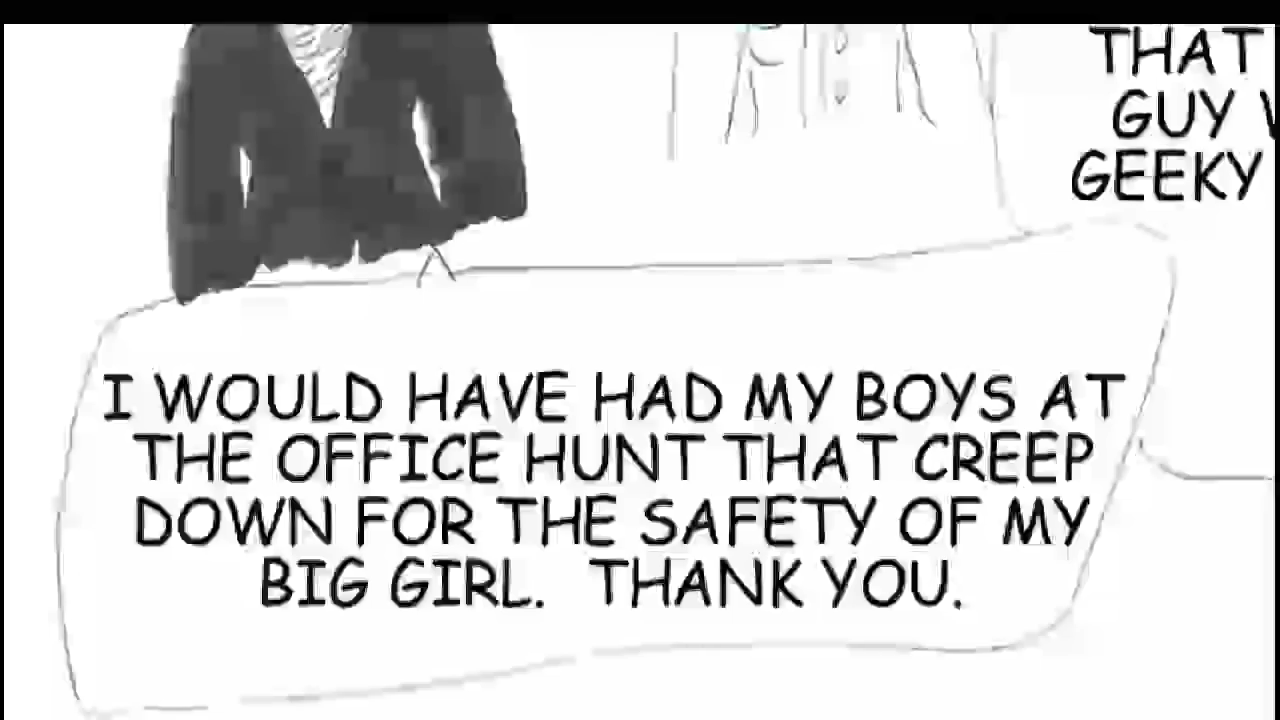 THAT
GUY
GEEKY
I WOULD HAVE HAD MY BOYS AT
THE OFFICE HUNT THAT CREEP
DOWN FOR THE SAFETY OF MY
BIG GIRL. THANK YOU.